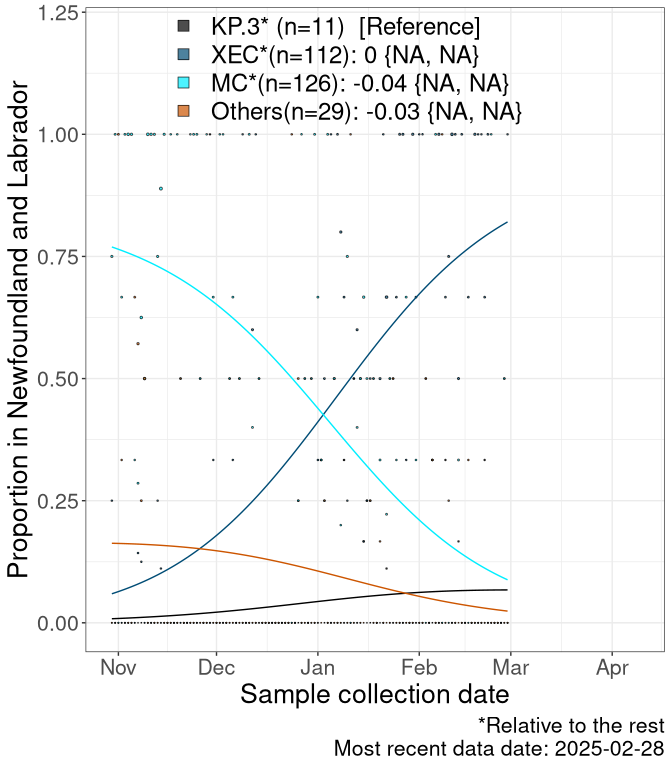 1.25
KP.3* (n=11)  [Reference]
XEC*(n=112): 0 {NA, NA}
MC*(n=126): -0.04 {NA, NA}
Others(n=29): -0.03 {NA, NA}
1.00
0.75
0.50
0.25
0.00
Proportion in Newfoundland and Labrador
Nov Dec Jan Feb Mar Apr
Sample collection date
*Relative to the rest
Most recent data date: 2025-02-28